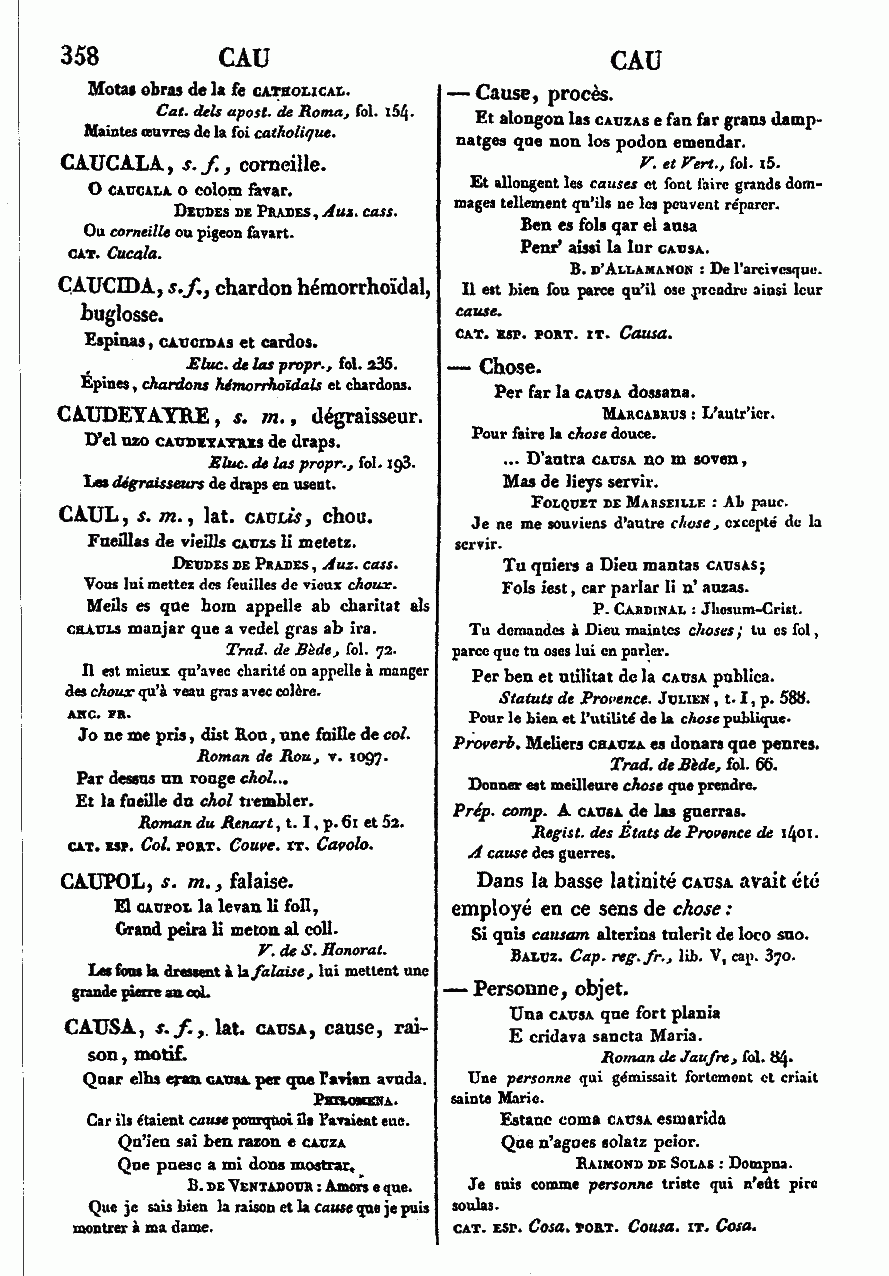 358 CAU
CAU
Motas obras de la fe CATHOLICAL.
Cat. dels apost. de Roma, fol. 154.
Maintes œuvres de la foi catholique.
CAUCALA, s. f., corneille.
O CAUCALA o colom favar.
DEUDES DE PRADES, Aus. cass.
Ou corneille ou pigeon favart.
CAT. Cucala.
CAUCIDA, s. f., chardon hémorrhoïdal,
buglosse.
Espinas, CAUCIDAS et cardos.
Eluc. de las propr., fol. 235.
Épines, chardons hémorrhoïdals et chardons.
CAUDEYAYRE, s. m., dégraisseur.
D'el uzo CAUDEYAYRES de draps.
Eluc. de las propr., fol. 193.
Les dégraisseurs de draps en usent.
CAUL, s. m., lat. CAULis, chou.
Fueillas de vieills CAULS li metetz.
DEUDES DE PRADES, Auz. cass.
Vous lui mettez des feuilles de vieux choux.
Meils es que hom appelle ab charitat als
CHAULS manjar que a vedel gras ab ira.
Trad. de Bède, fol. 72.
Il est mieux qu'avec charité on appelle à manger
des choux qu'à veau gras avec colère.
ANC. FR.
Jo ne me pris, dist Rou, une fuille de col.
Roman de Rou, v. 1097.
Par dessus un rouge chol...
Et la fueille du chol trembler.
Roman du Renart, t. I, p. 61 et 52.
CAT. ESP. Col. PORT. Couve. IT. Cavolo.
CAUPOL, s. m., falaise.
El CAUPOL la levan li foll,
Grand peira li meton al coll.
V. de S. Honorat.
Les fous la dressent à la falaise, lui mettent une
grande pierre au col.
CAUSA, s. f., lat. CAUSA, cause, rai-
son, motif.
Quar elhs eran CAUSA per que l'avian avuda.
PHILOMENA.
Car ils étaient cause pourquoi ils l'avaient eue.
Qu'ieu sai ben razon e CAUZA
Que puesc a mi dons mostrar.
B. DE VENTADOUR : Amors e que.
Que je sais bien la raison et la cause que je puis
montrer à ma dame.
— Cause, procès.
Et alongon las CAUZAS e fan far grans damp-
natges que non los podon emendar.
V. et Vert., fol. 15.
Et allongent les causes et font faire grands dom-
mages tellement qu'ils ne les peuvent réparer.
Ben es fols qar el ausa
Penr' aissi la lur CAUSA.
B. D'ALLAMANON : De l'arcivesque.
Il est bien fou parce qu'il ose prendre ainsi leur
cause.
CAT. ESP. PORT. IT. Causa.
— Chose.
Per far la CAUSA dossana.
MARCABRUS : L'autr'ier.
Pour faire la chose douce.
... D'autra CAUSA no m soven,
Mas de lieys servir.
FOLQUET DE MARSEILLE : Ab pauc.
Je ne me souviens d'autre chose, excepté de la
servir.
Tu quiers a Dieu mantas CAUSAS;
Fols iest, car parlar li n' auzas.
P. CARDINAL : Jhesum-Crist.
Tu demandes à Dieu maintes choses; tu es fol,
parce que tu oses lui en parler.
Per ben et utilitat de la CAUSA publica.
Statuts de Provence. JULIEN, t. I, p. 588.
Pour le bien et l'utilité de la chose publique.
Proverb. Meliers CHAUZA es donars que penres.
Trad. de Bède, fol. 66.
Donner est meilleure chose que prendre.
Prép. comp. A CAUSA de las guerras.
Regist. des États de Provence de 1401.
A cause des guerres.
Dans la basse latinité CAUSA avait été
employé en ce sens de chose :
Si quis causam alterius tulerit de loco suo.
BALUZ. Cap. reg. fr., lib. V, cap. 370.
— Personne, objet.
Una CAUSA que fort plania
E cridava sancta Maria.
Roman de Jaufre, fol. 84.
Une personne qui gémissait fortement et criait
sainte Marie.
Estauc coma CAUSA esmarida
Que n'agues solatz peior.
RAIMOND DE SOLAS : Dompna.
Je suis comme personne triste qui n'eût pire
soulas.
CAT. ESP. Cosa. PORT. Cousa. IT. Cosa.